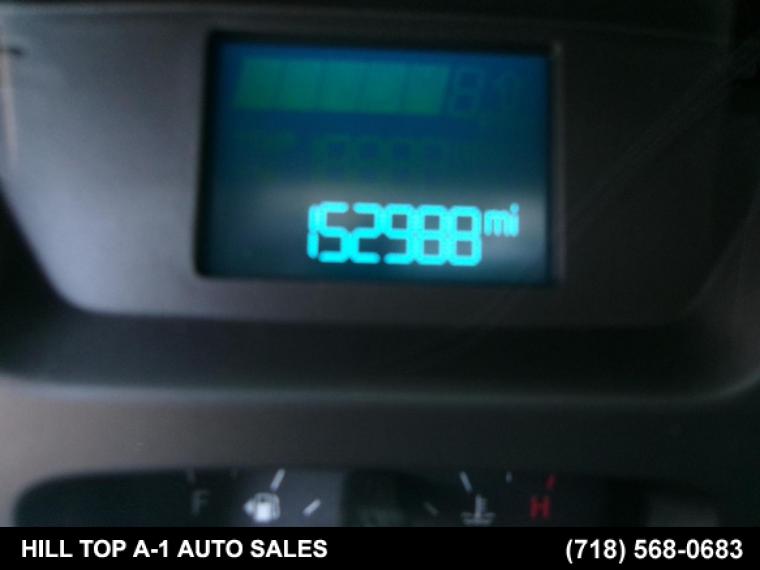 152988 mi
F H
HILL TOP A-1 AUTO SALES (718) 568-0683